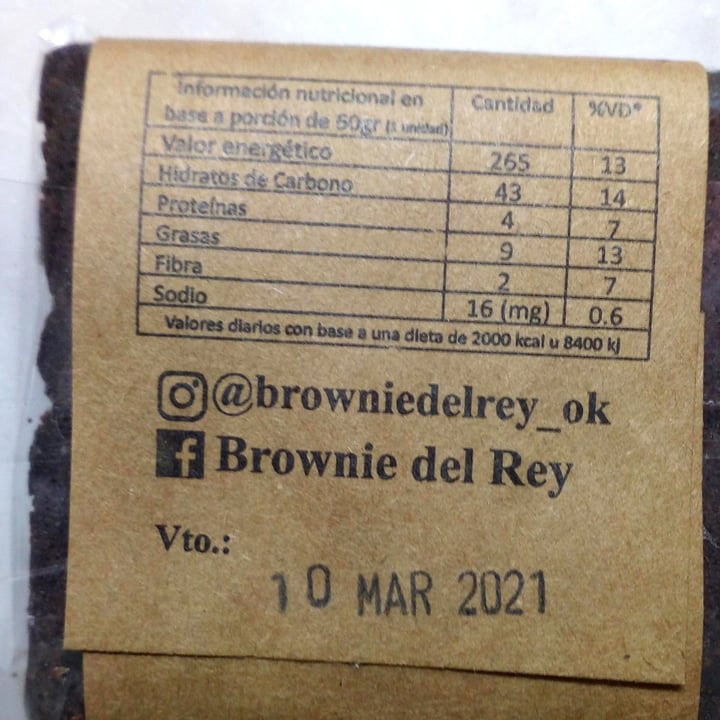 Información nutricional en Cantidad %VD*
base a porción de 60gr (1 unidad)
Valor energético 265 13
Hidratos de Carbono 43 14
Proteínas 4 7
Grasas 9 13
Fibra 2 7
Sodio 16 (mg) 0.6
Valores diarios con base a una dieta de 2000 kcal u 8400 kj
@browniedelrey_ok
f Brownie del Rey
Vto.:
10 MAR 2021